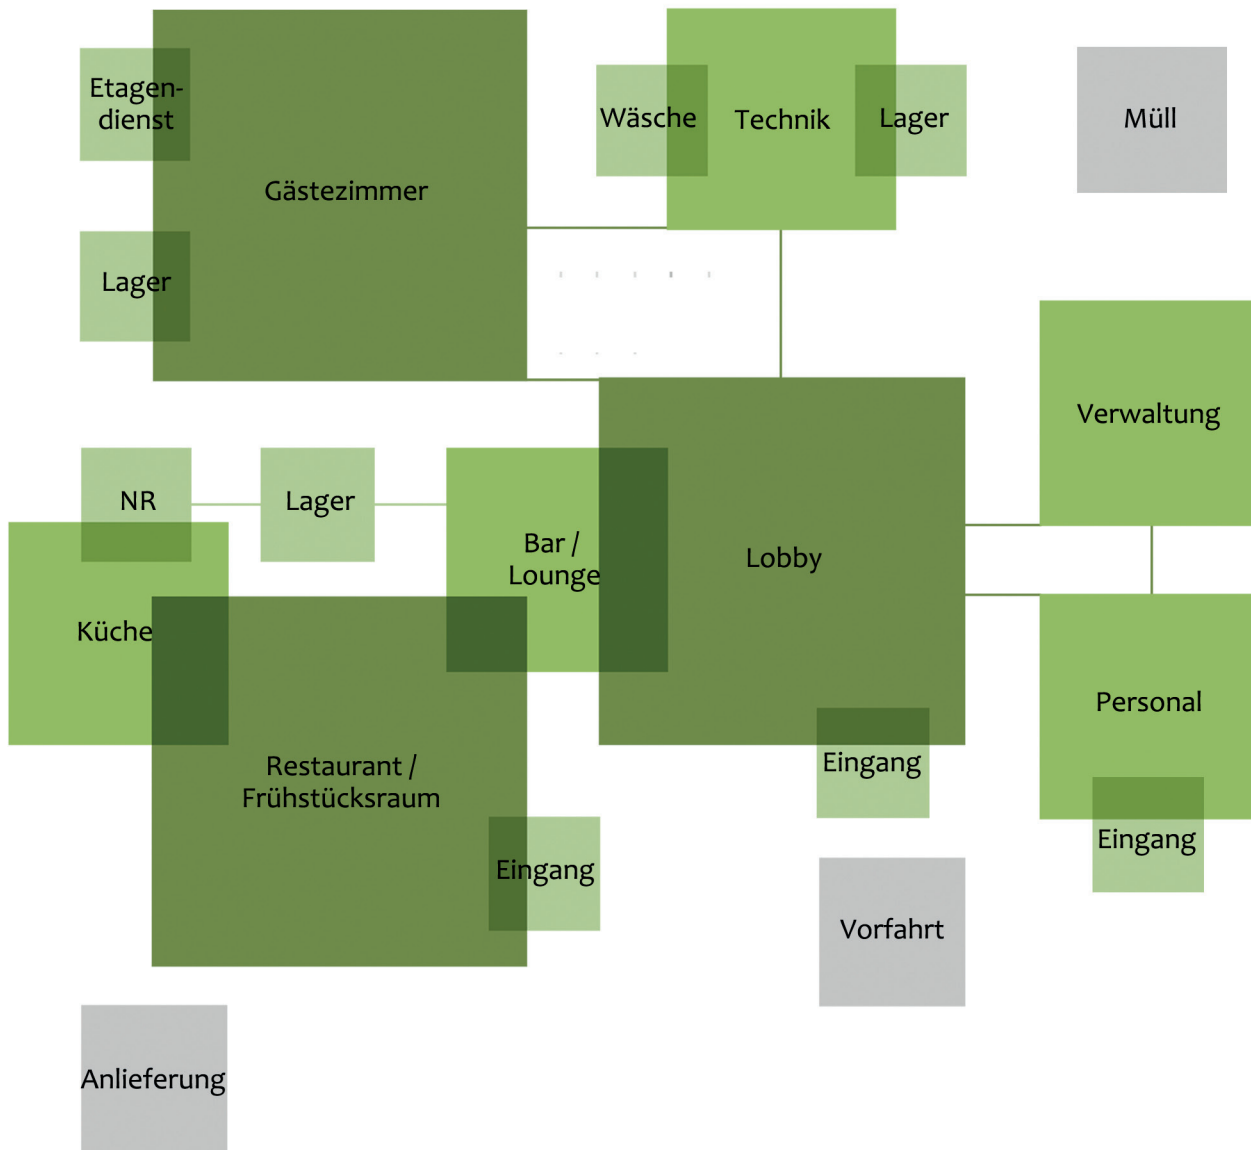 Etagen-
dienst
Gästezimmer
Lager
Wäsche
Technik
Lager
Müll
Verwaltung
NR
Lager
Bar /
Lounge
Lobby
Küche
Restaurant /
Frühstücksraum
Eingang
Eingang
Personal
Eingang
Vorfahrt
Anlieferung